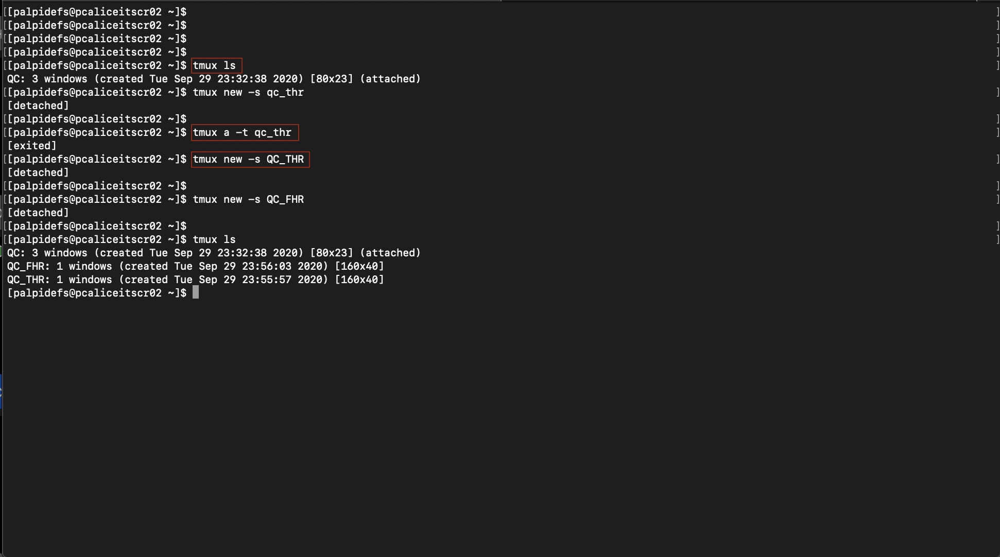 [[palpidefs@pcaliceitscr02 ~]$ ]
[[palpidefs@pcaliceitscr02 ~]$ ]
[[palpidefs@pcaliceitscr02 ~]$ ]
[[palpidefs@pcaliceitscr02 ~]$ ]
[[palpidefs@pcaliceitscr02 ~]$ tmux ls ]
QC: 3 windows (created Tue Sep 29 23:32:38 2020) [80x23] (attached)
[[palpidefs@pcaliceitscr02 ~]$ tmux new -s qc_thr ]
[detached]
[[palpidefs@pcaliceitscr02 ~]$ ]
[[palpidefs@pcaliceitscr02 ~]$ tmux a -t qc_thr ]
[exited]
[[palpidefs@pcaliceitscr02 ~]$ tmux new -s QC_THR ]
[detached]
[[palpidefs@pcaliceitscr02 ~]$ ]
[[palpidefs@pcaliceitscr02 ~]$ tmux new -s QC_FHR ]
[detached]
[[palpidefs@pcaliceitscr02 ~]$ ]
[[palpidefs@pcaliceitscr02 ~]$ tmux ls ]
QC: 3 windows (created Tue Sep 29 23:32:38 2020) [80x23] (attached)
QC_FHR: 1 windows (created Tue Sep 29 23:56:03 2020) [160x40]
QC_THR: 1 windows (created Tue Sep 29 23:55:57 2020) [160x40]
[palpidefs@pcaliceitscr02 ~]$